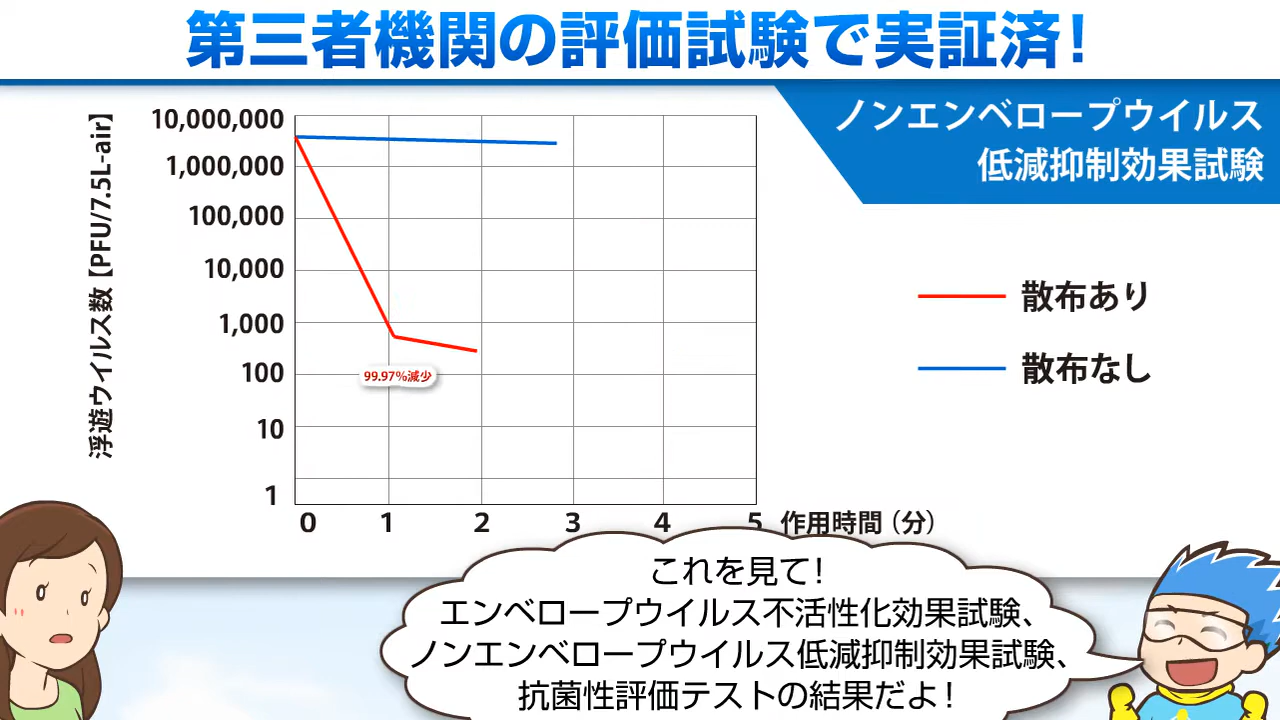 第三者機関の評価試験で実証済!
ノンエンベロープウイルス
低減抑制効果試験
浮遊ウイルス数【PFU/7.5L-air】
10,000,000
1,000,000
100,000
10,000
1,000
100
10
1
99.97%減少
0 1 2 3 4 5 作用時間(分)
散布あり
散布なし
これを見て!
エンベロープウイルス不活性化効果試験、
ノンエンベロープウイルス低減抑制効果試験、
抗菌性評価テストの結果だよ!